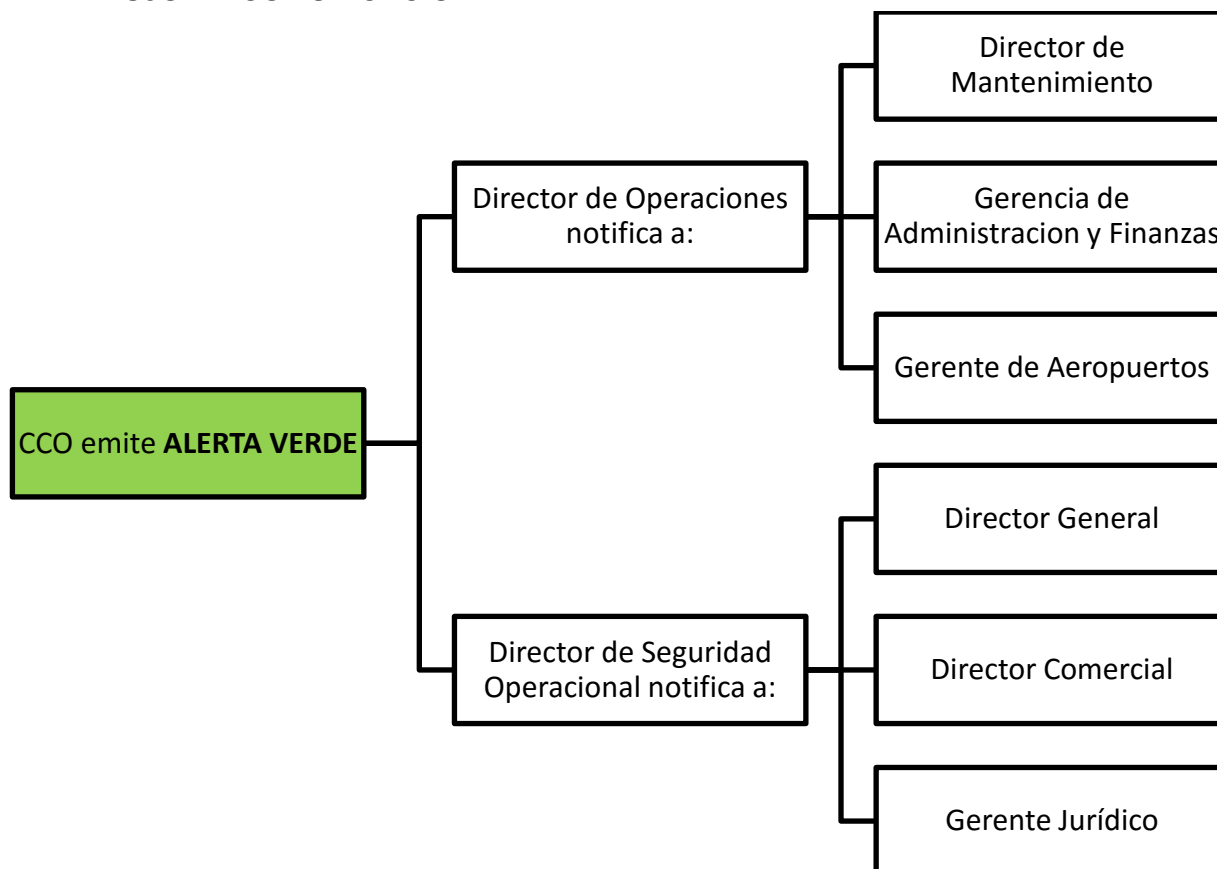 Director de
Mantenimiento
Director de Operaciones
notifica a:
Gerencia de
Administracion y Finanzas
Gerente de Aeropuertos
CCO emite ALERTA VERDE
Director General
Director de Seguridad
Operacional notifica a:
Director Comercial
Gerente Jurídico